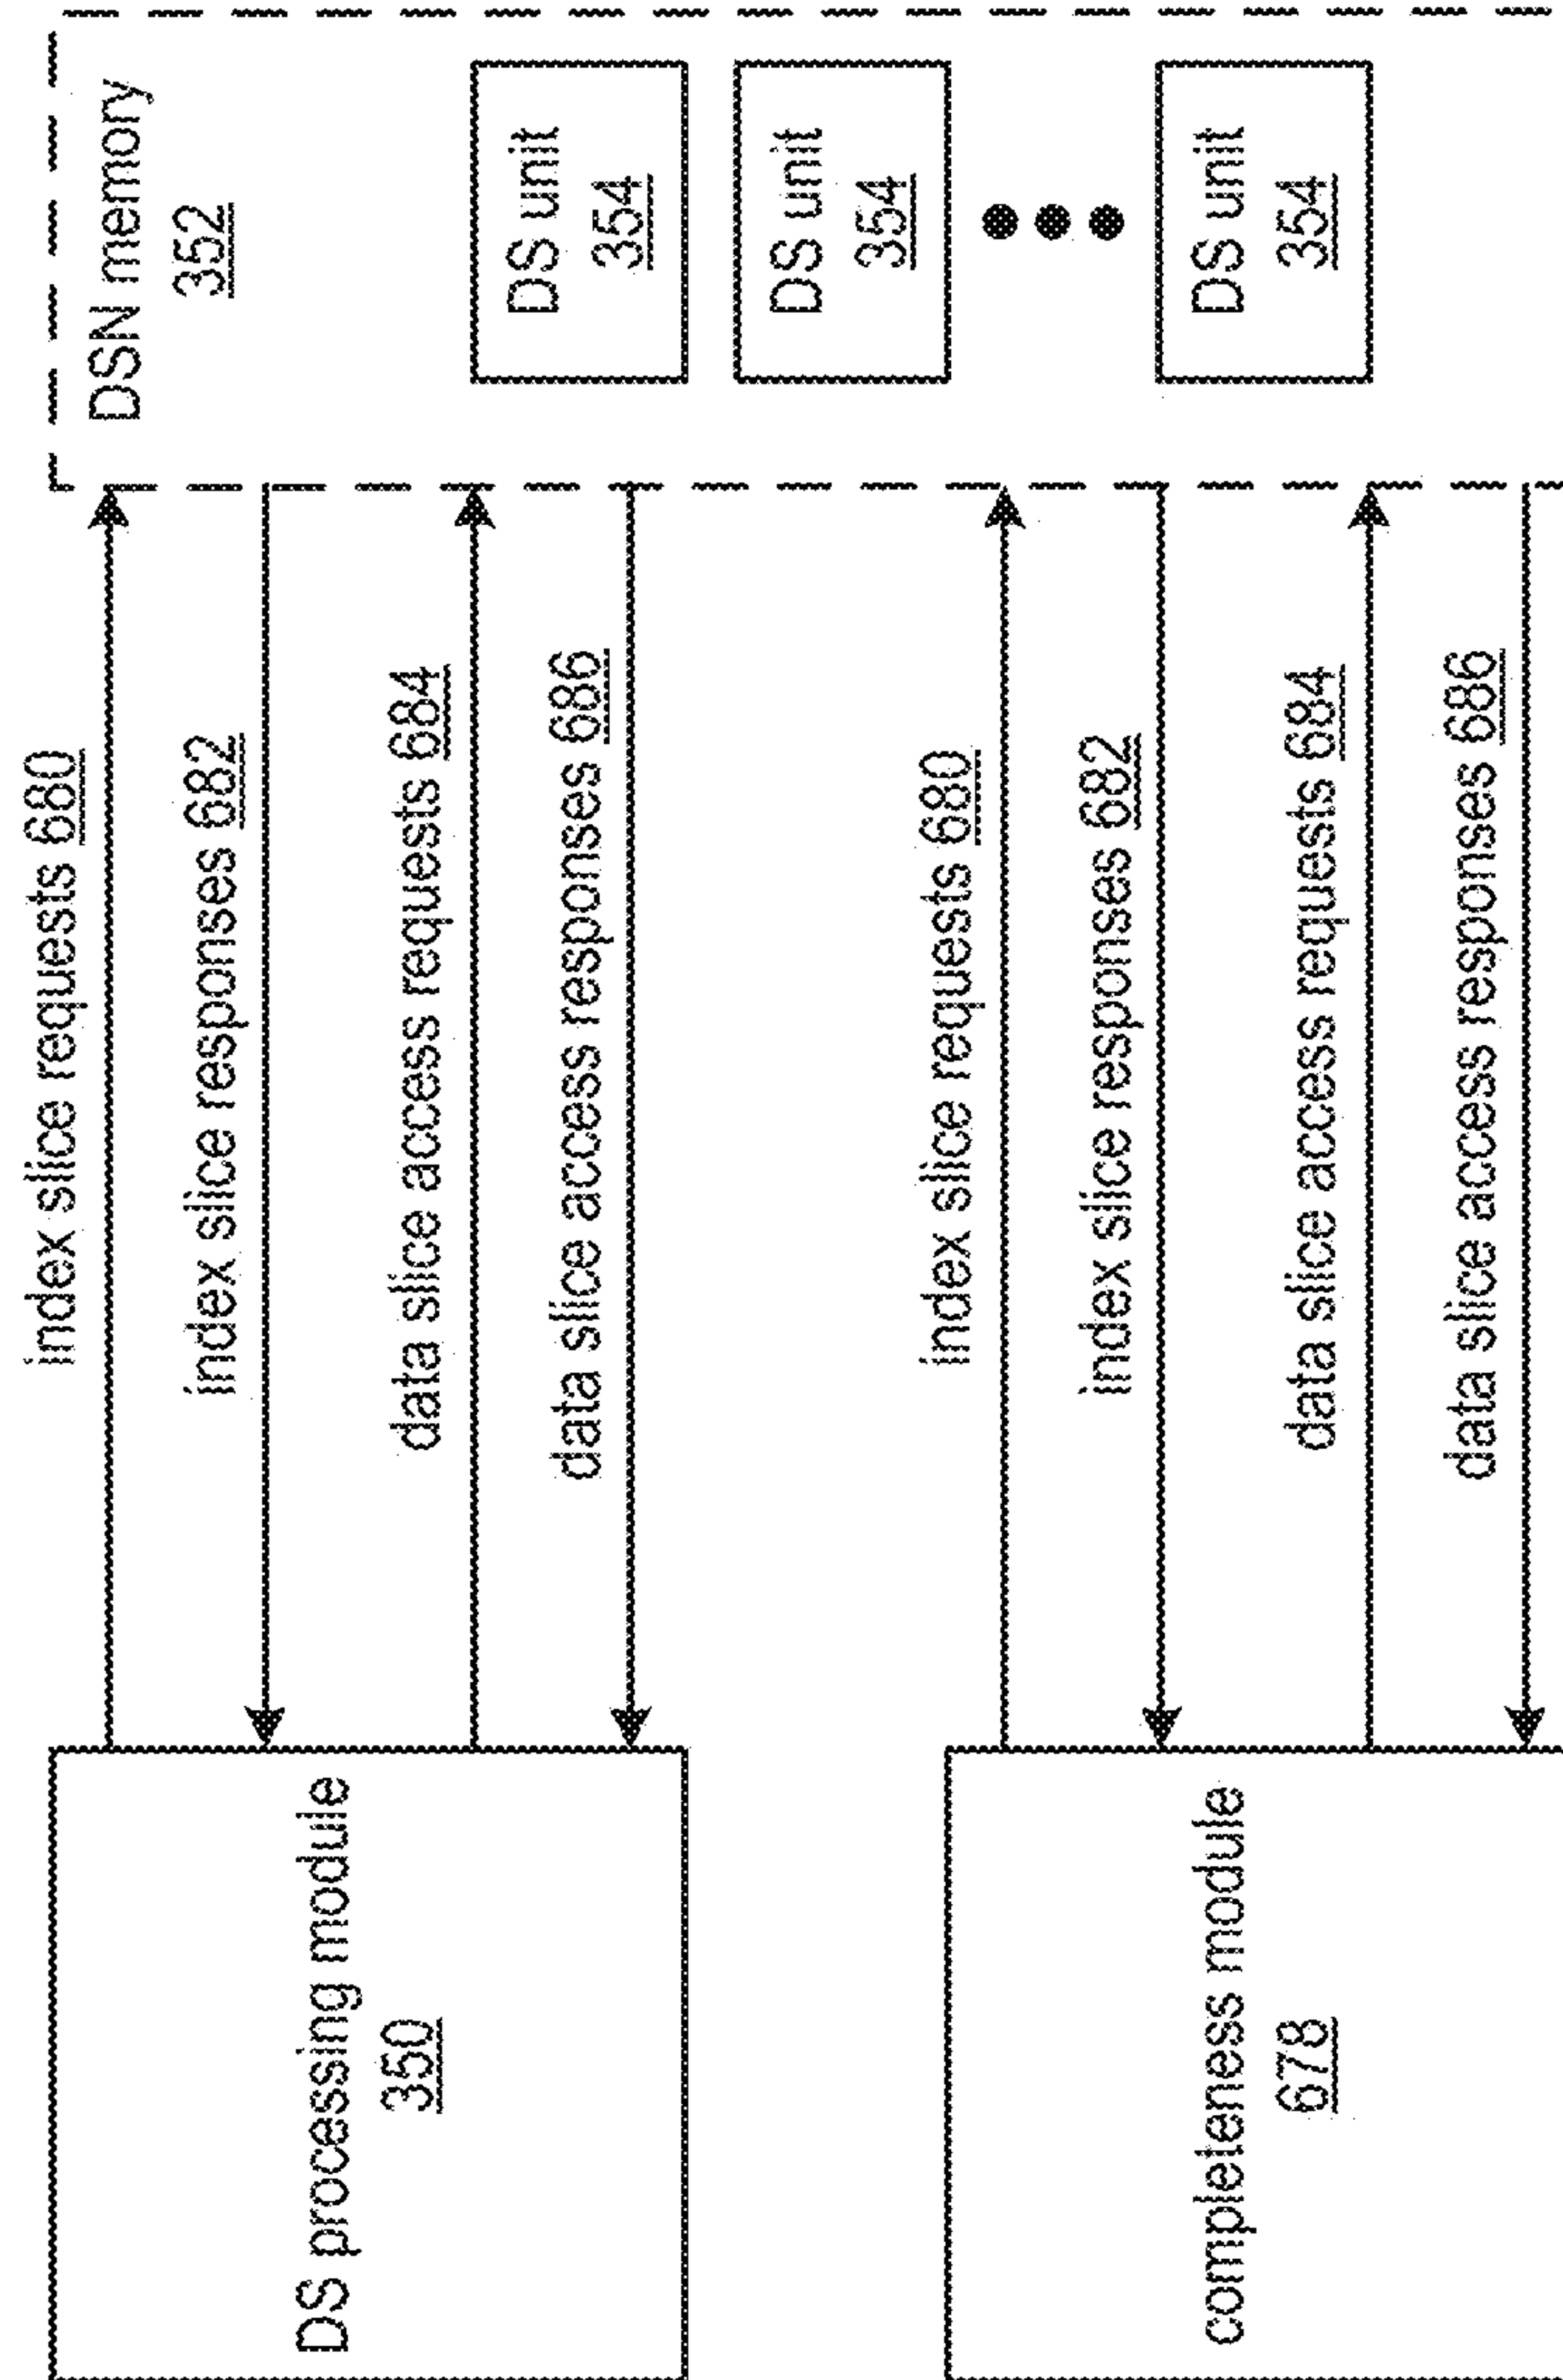 DSN memory
352
DS unit
354
DS unit
354
DS unit
354
index slice requests 680
index slice responses 682
data slice access requests 684
data slice access responses 686
index slice requests 680
index slice responses 682
data slice access requests 684
data slice access responses 686
DS processing module
350
completeness module
678